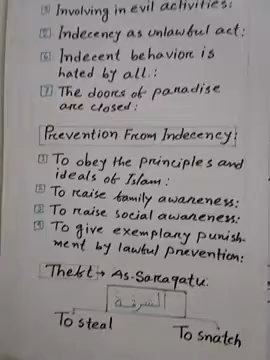 ③ Involving in evil activities:
⑤ Indecency as unlawful act:
⑥ Indecent behavior is
hated by all.:
⑦ The doors of paradise
are closed:
Prevention From Indecency:
① To obey the principles and
ideals of Islam:
② To raise family awareness:
③ To raise social awareness:
④ To give exemplary punish-
ment by lawful prevention:
Theft → As-Saraqatu:
السرقة
To steal
To snatch